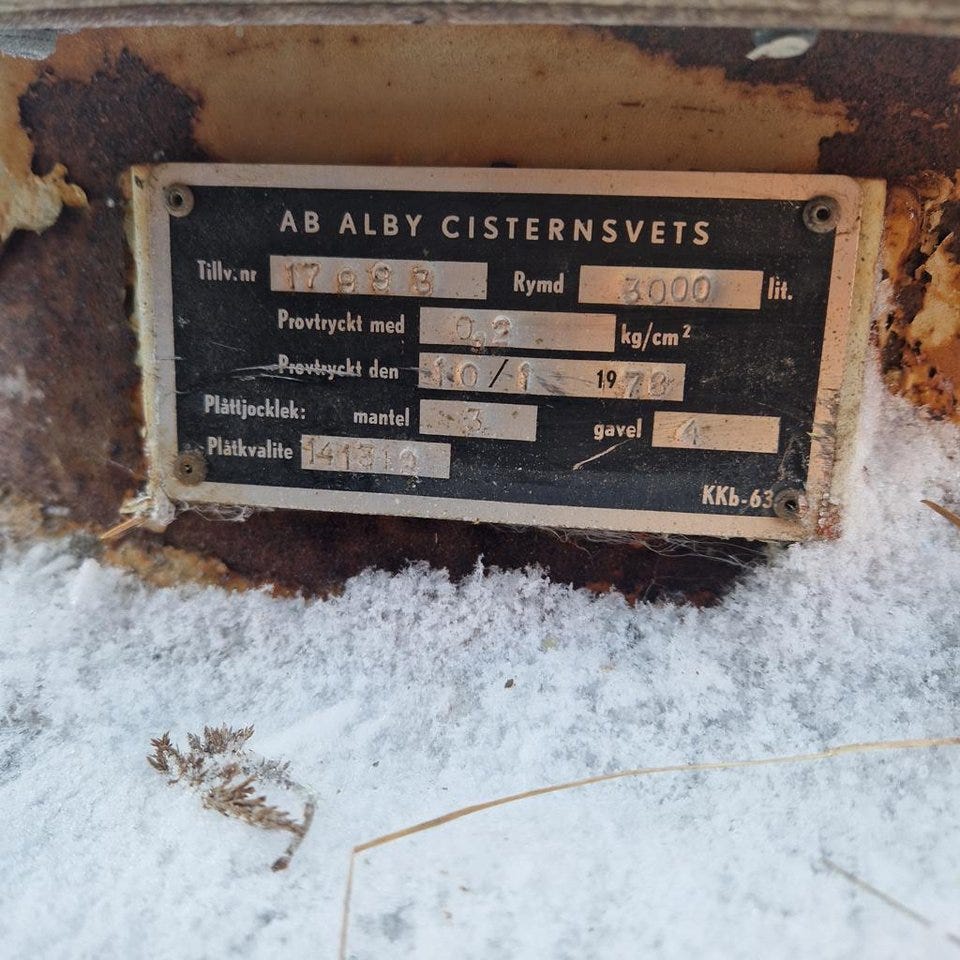 AB ALBY CISTERNSVETS
Tillv.nr 17993 Rymd 3000 lit.
Provtryckt med 0,2 kg/cm²
Provtryckt den 10/1 1978
Plåttjocklek: mantel 3 gavel 4
Plåtkvalite 141312
KKb-63